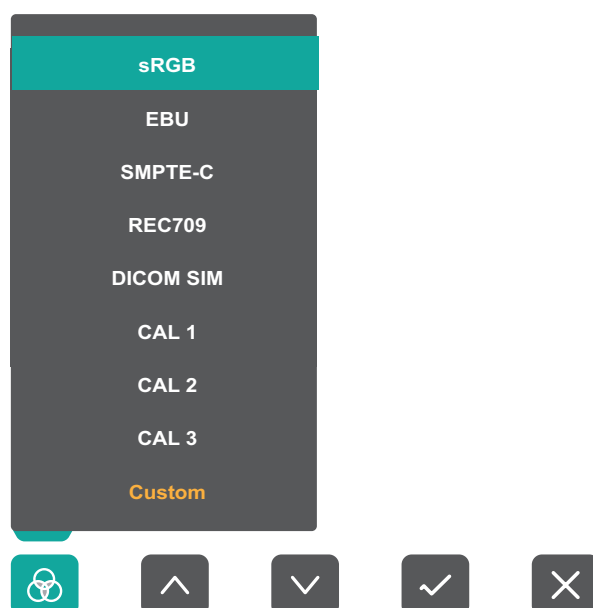 sRGB
EBU
SMPTE-C
REC709
DICOM SIM
CAL 1
CAL 2
CAL 3
Custom